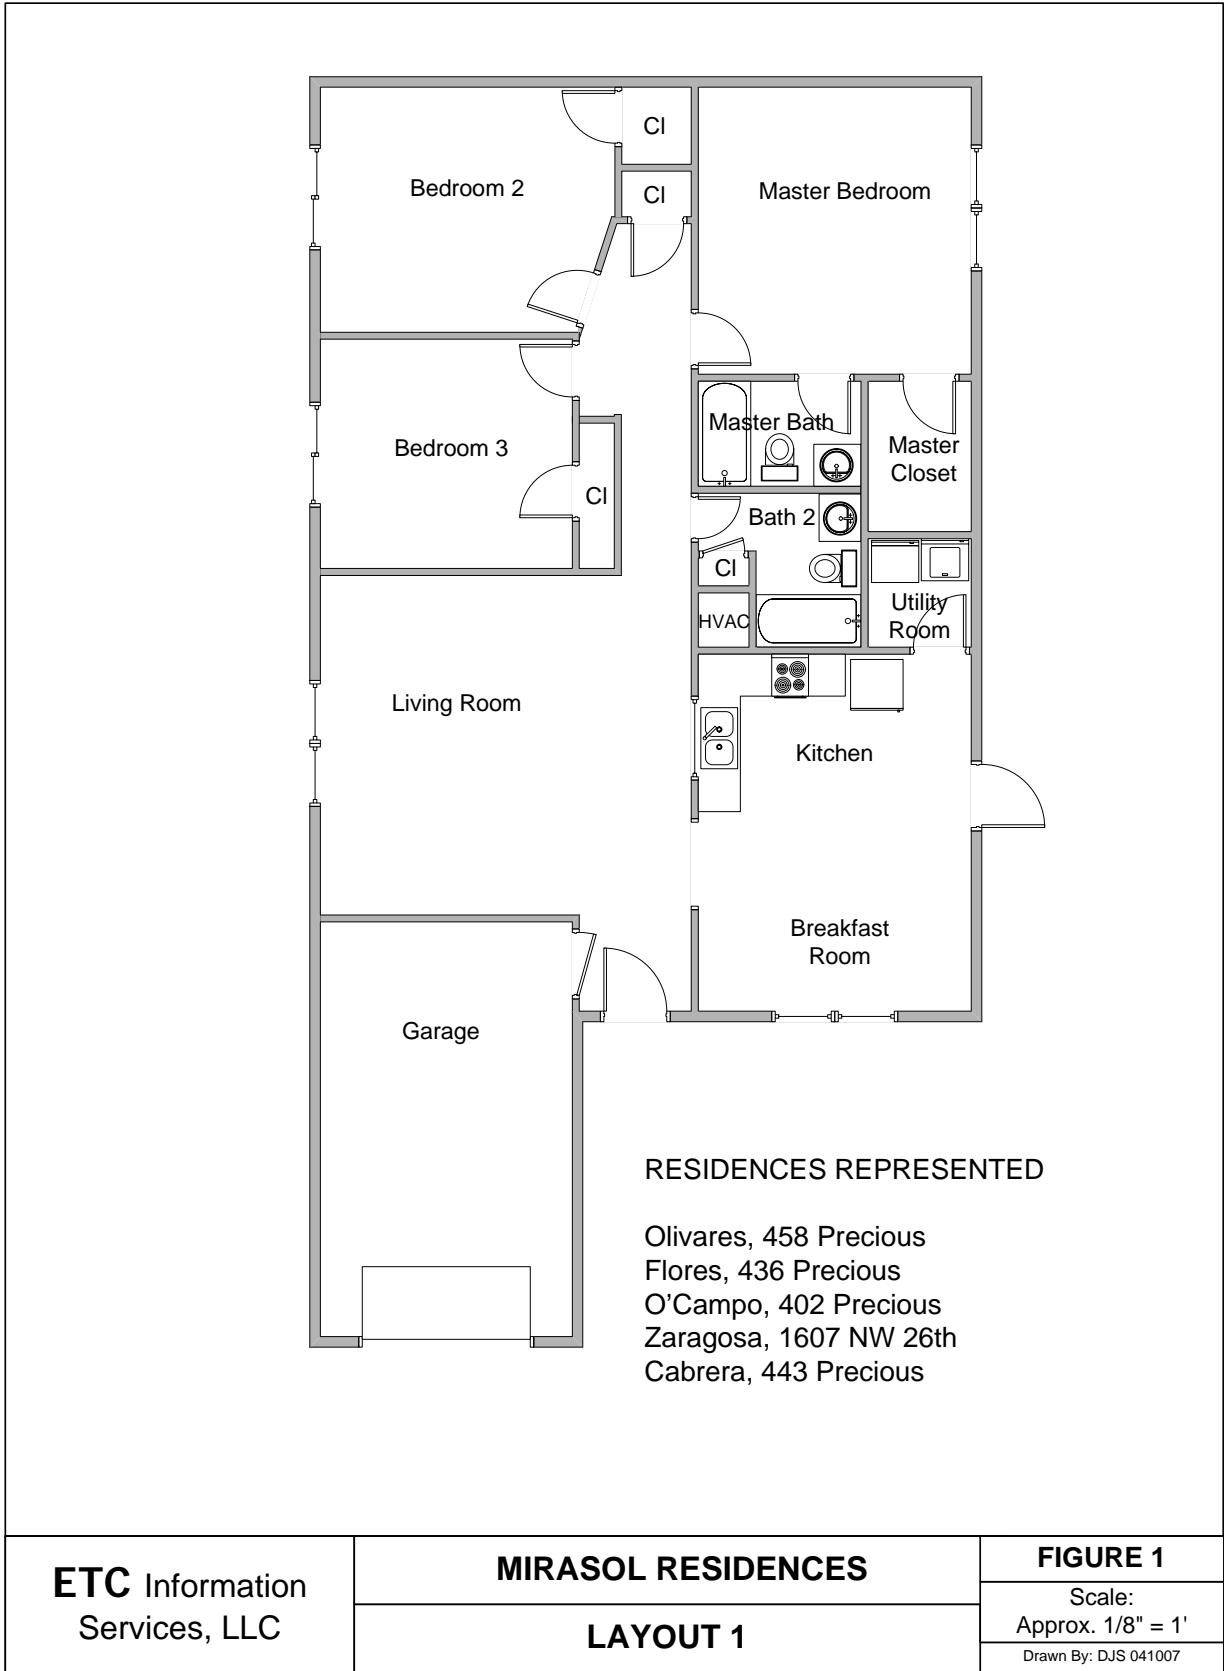 Cl
Bedroom 2
Cl
Master Bedroom
Master Bath
Bedroom 3
Master
Closet
Cl
Bath 2
Cl
HVAC
Utility
Room
Living Room
Kitchen
Breakfast
Room
Garage
RESIDENCES REPRESENTED
Olivares, 458 Precious
Flores, 436 Precious
O’Campo, 402 Precious
Zaragosa, 1607 NW 26th
Cabrera, 443 Precious
ETC Information
Services, LLC
MIRASOL RESIDENCES
LAYOUT 1
FIGURE 1
Scale:
Approx. 1/8" = 1'
Drawn By: DJS 041007